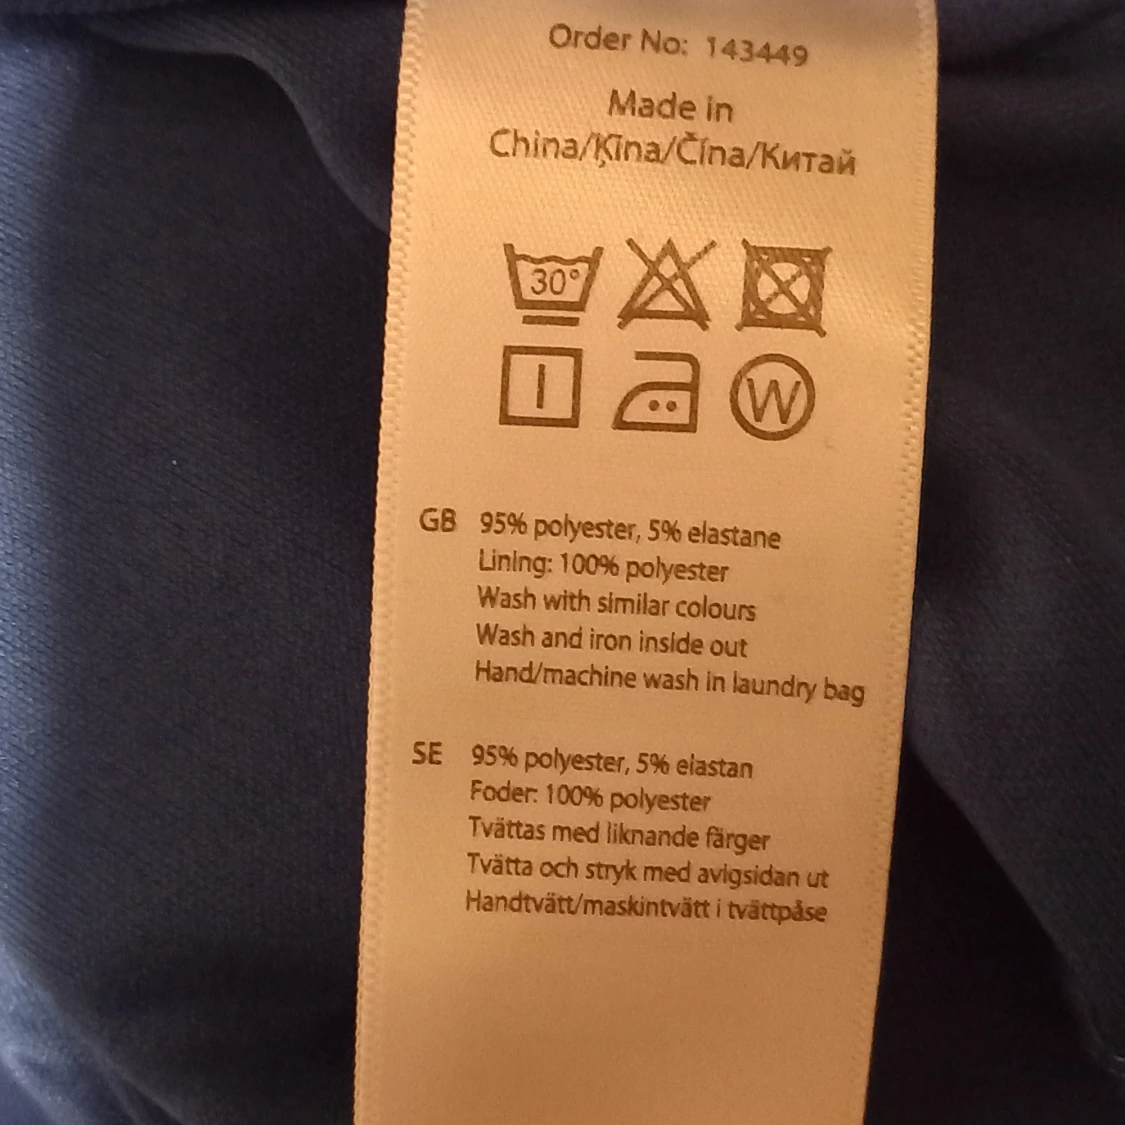 Order No: 143449
Made in
China/Ķīna/Čína/Китай
30°
W
GB 95% polyester, 5% elastane
Lining: 100% polyester
Wash with similar colours
Wash and iron inside out
Hand/machine wash in laundry bag
SE 95% polyester, 5% elastan
Foder: 100% polyester
Tvättas med liknande färger
Tvätta och stryk med avigsidan ut
Handtvätt/maskintvätt i tvättpåse